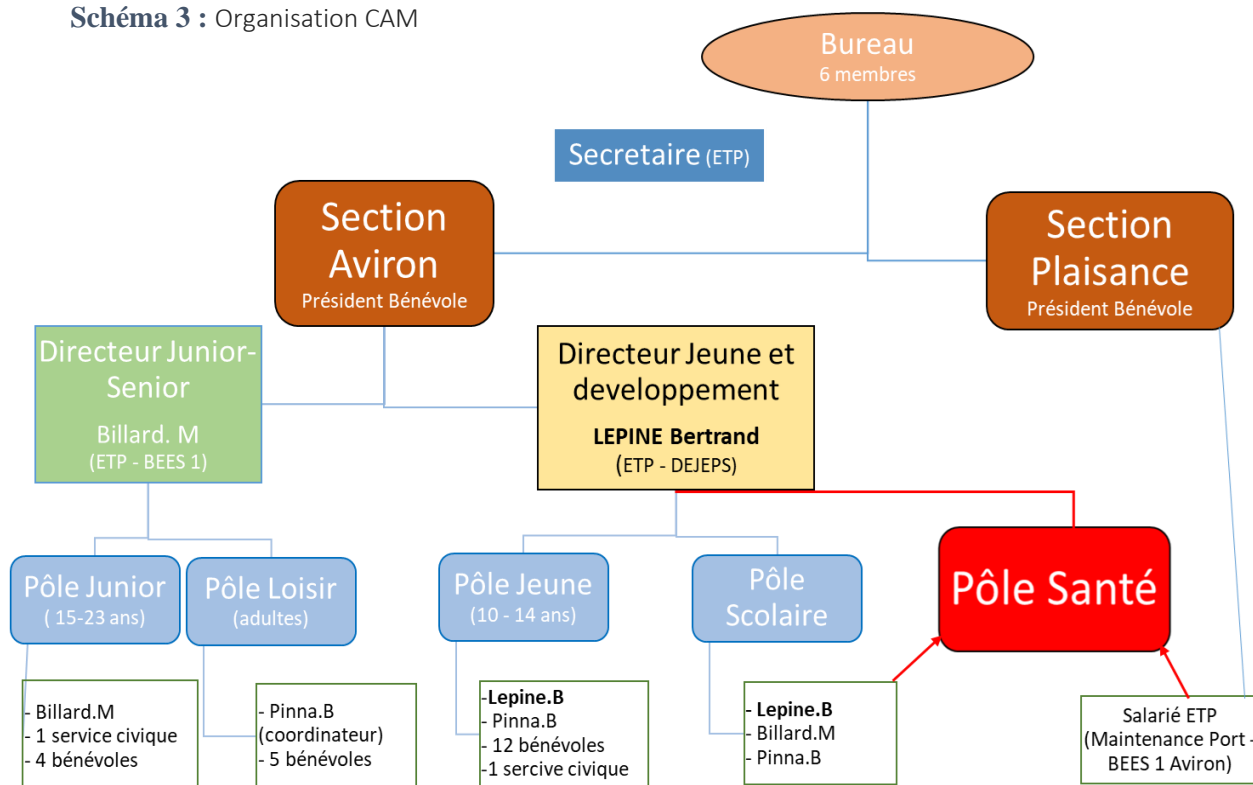 Schéma 3 : Organisation CAM
Bureau
6 membres
Secretaire (ETP)
Section
Aviron
Président Bénévole
Section
Plaisance
Président Bénévole
Directeur Junior-
Senior
Billard. M
(ETP - BEES 1)
Directeur Jeune et
developpement
LEPINE Bertrand
(ETP - DEJEPS)
Pôle Junior
( 15-23 ans)
Pôle Loisir
(adultes)
Pôle Jeune
(10 - 14 ans)
Pôle
Scolaire
Pôle Santé
- Billard.M
- 1 service civique
- 4 bénévoles
- Pinna.B
(coordinateur)
- 5 bénévoles
-Lepine.B
- Pinna.B
- 12 bénévoles
-1 sercive civique
- Lepine.B
- Billard.M
- Pinna.B
Salarié ETP
(Maintenance Port -
BEES 1 Aviron)